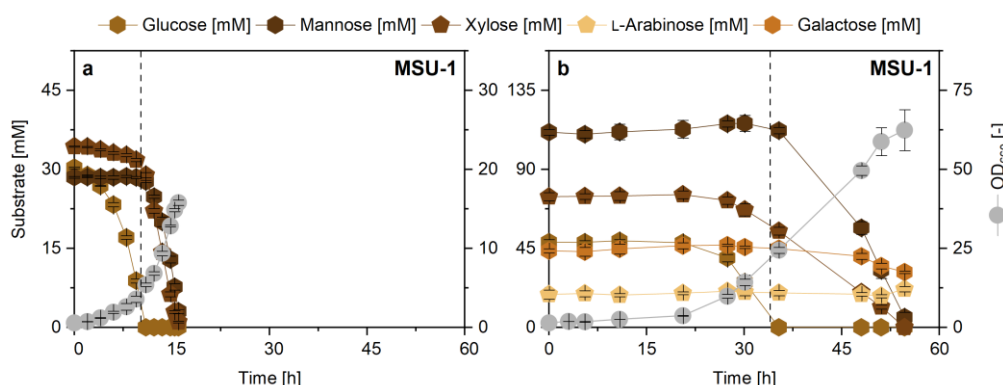 Glucose [mM] Mannose [mM] Xylose [mM] L-Arabinose [mM] Galactose [mM]
a MSU-1
b MSU-1
Substrate [mM]
45
30
15
0
30
20
10
0
135
90
45
0
75
50
25
0
OD600 [-]
0 15 30 45 60
0 15 30 45 60
Time [h]
Time [h]